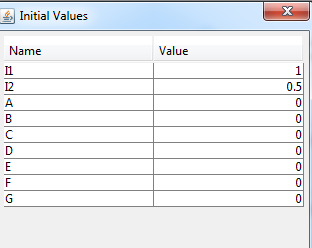 Initial Values
Name Value
I1 1
I2 0.5
A 0
B 0
C 0
D 0
E 0
F 0
G 0